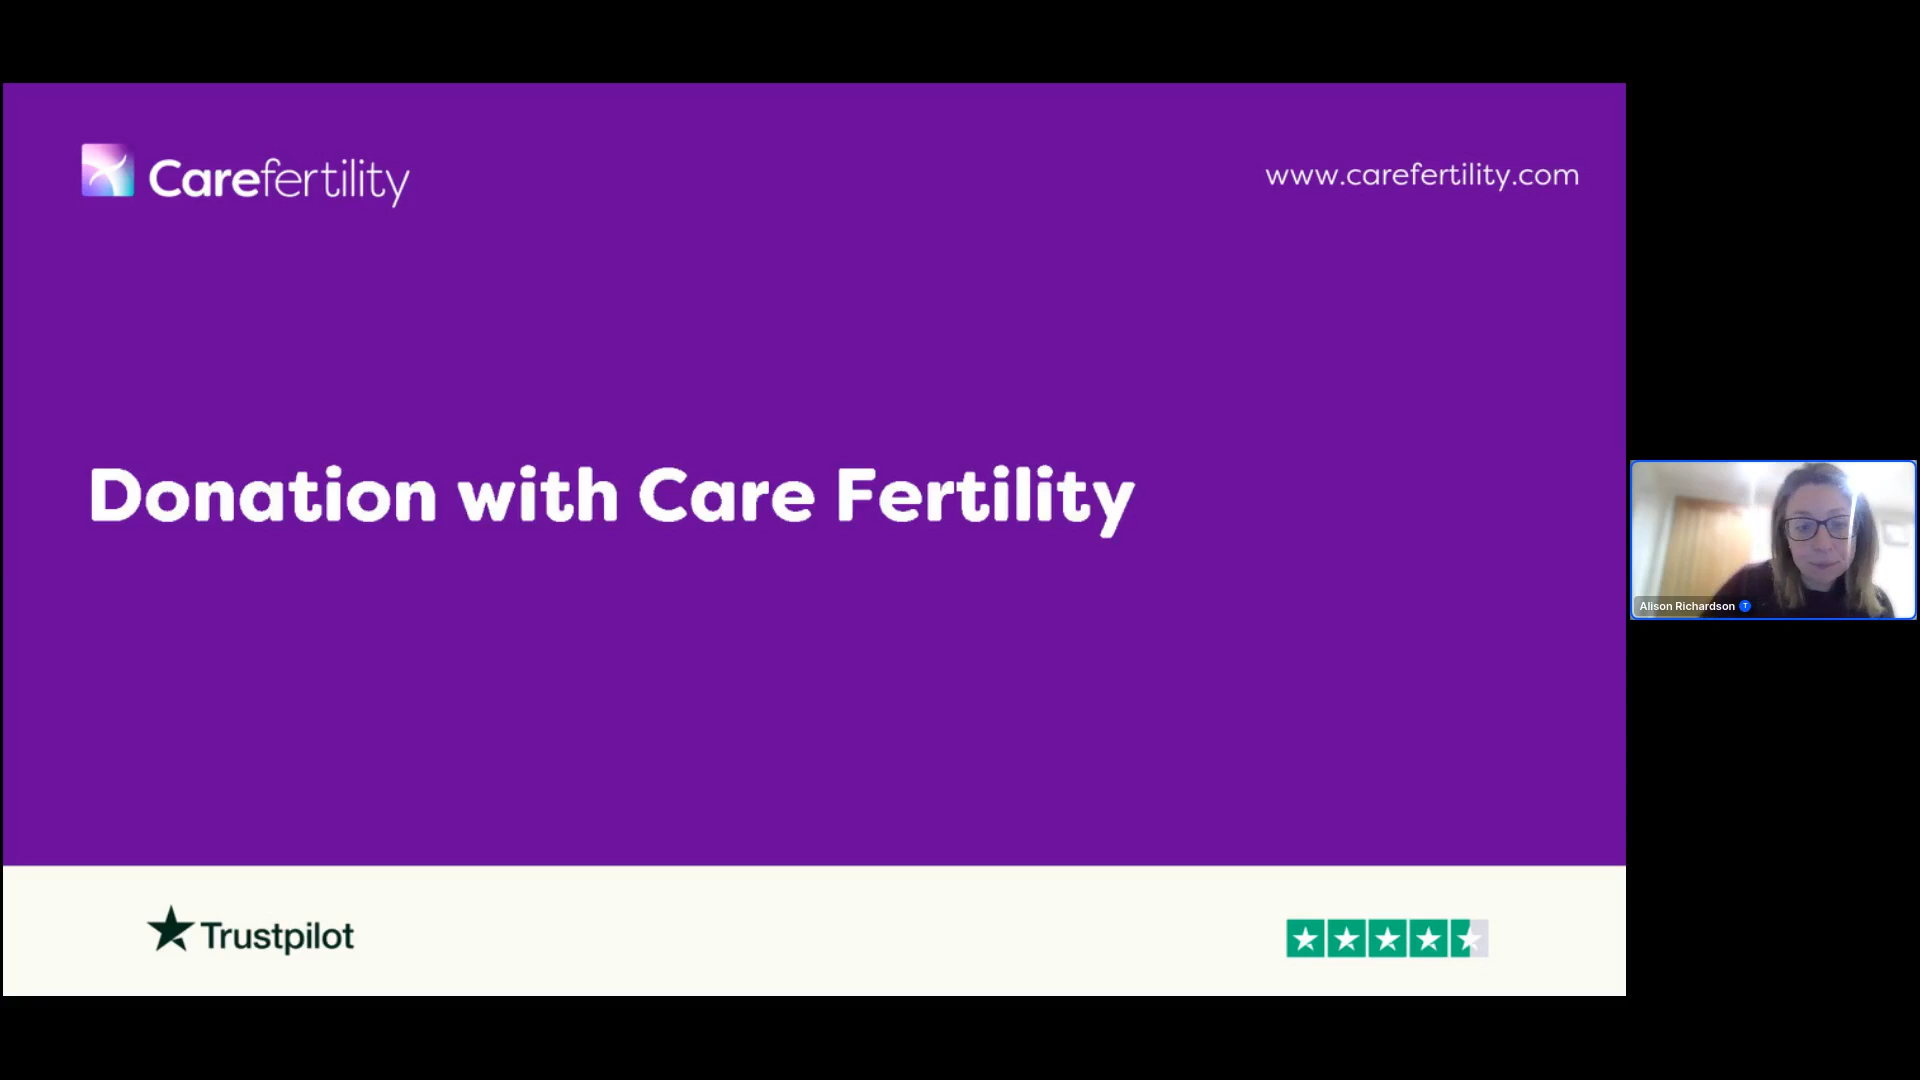 Carefertility
www.carefertility.com
Donation with Care Fertility
Alison Richardson T
Trustpilot